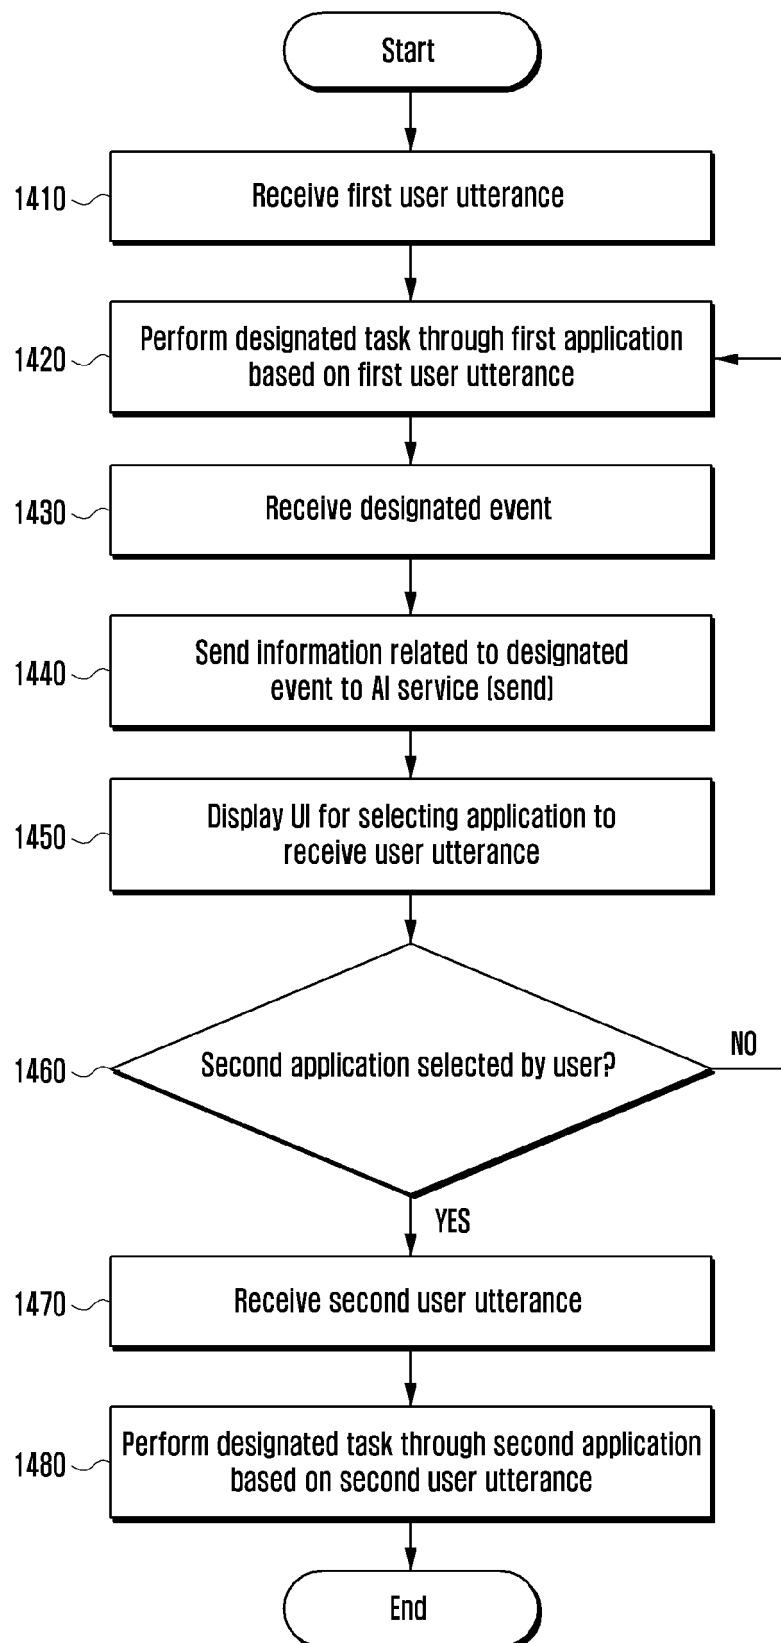 Start
1410
Receive first user utterance
1420
Perform designated task through first application
based on first user utterance
1430
Receive designated event
1440
Send information related to designated
event to AI service (send)
1450
Display UI for selecting application to
receive user utterance
1460
Second application selected by user?
NO
YES
1470
Receive second user utterance
1480
Perform designated task through second application
based on second user utterance
End